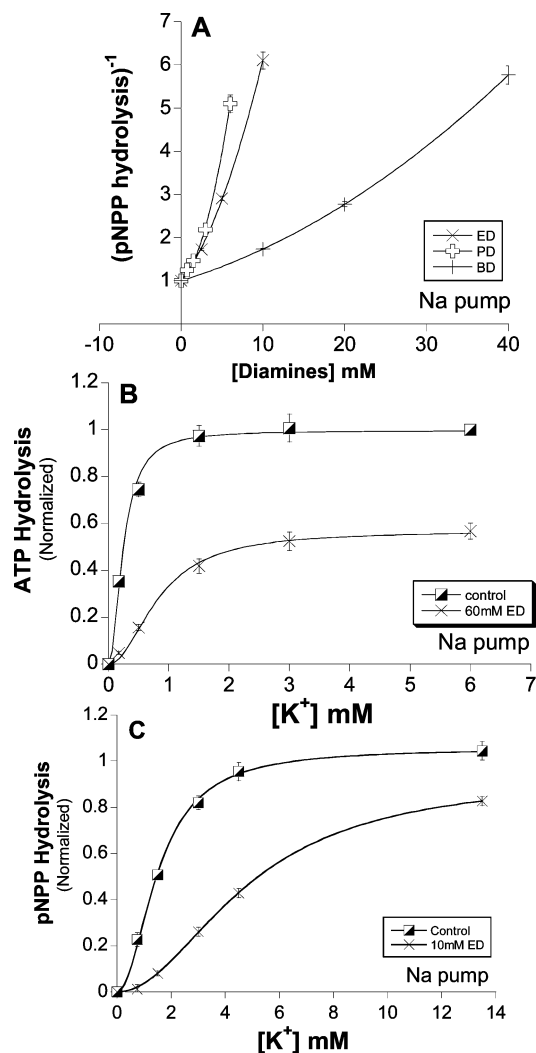 A
7
6
5
4
3
2
1
(pNPP hydrolysis)-1
ED
PD
BD
Na pump
-10 0 10 20 30 40
[Diamines] mM
B
1.2
1
0.8
0.6
0.4
0.2
0
ATP Hydrolysis
(Normalized)
control
60mM ED
Na pump
0 1 2 3 4 5 6 7
[K+] mM
C
1.2
1
0.8
0.6
0.4
0.2
0
pNPP Hydrolysis
(Normalized)
Control
10mM ED
Na pump
0 2 4 6 8 10 12 14
[K+] mM